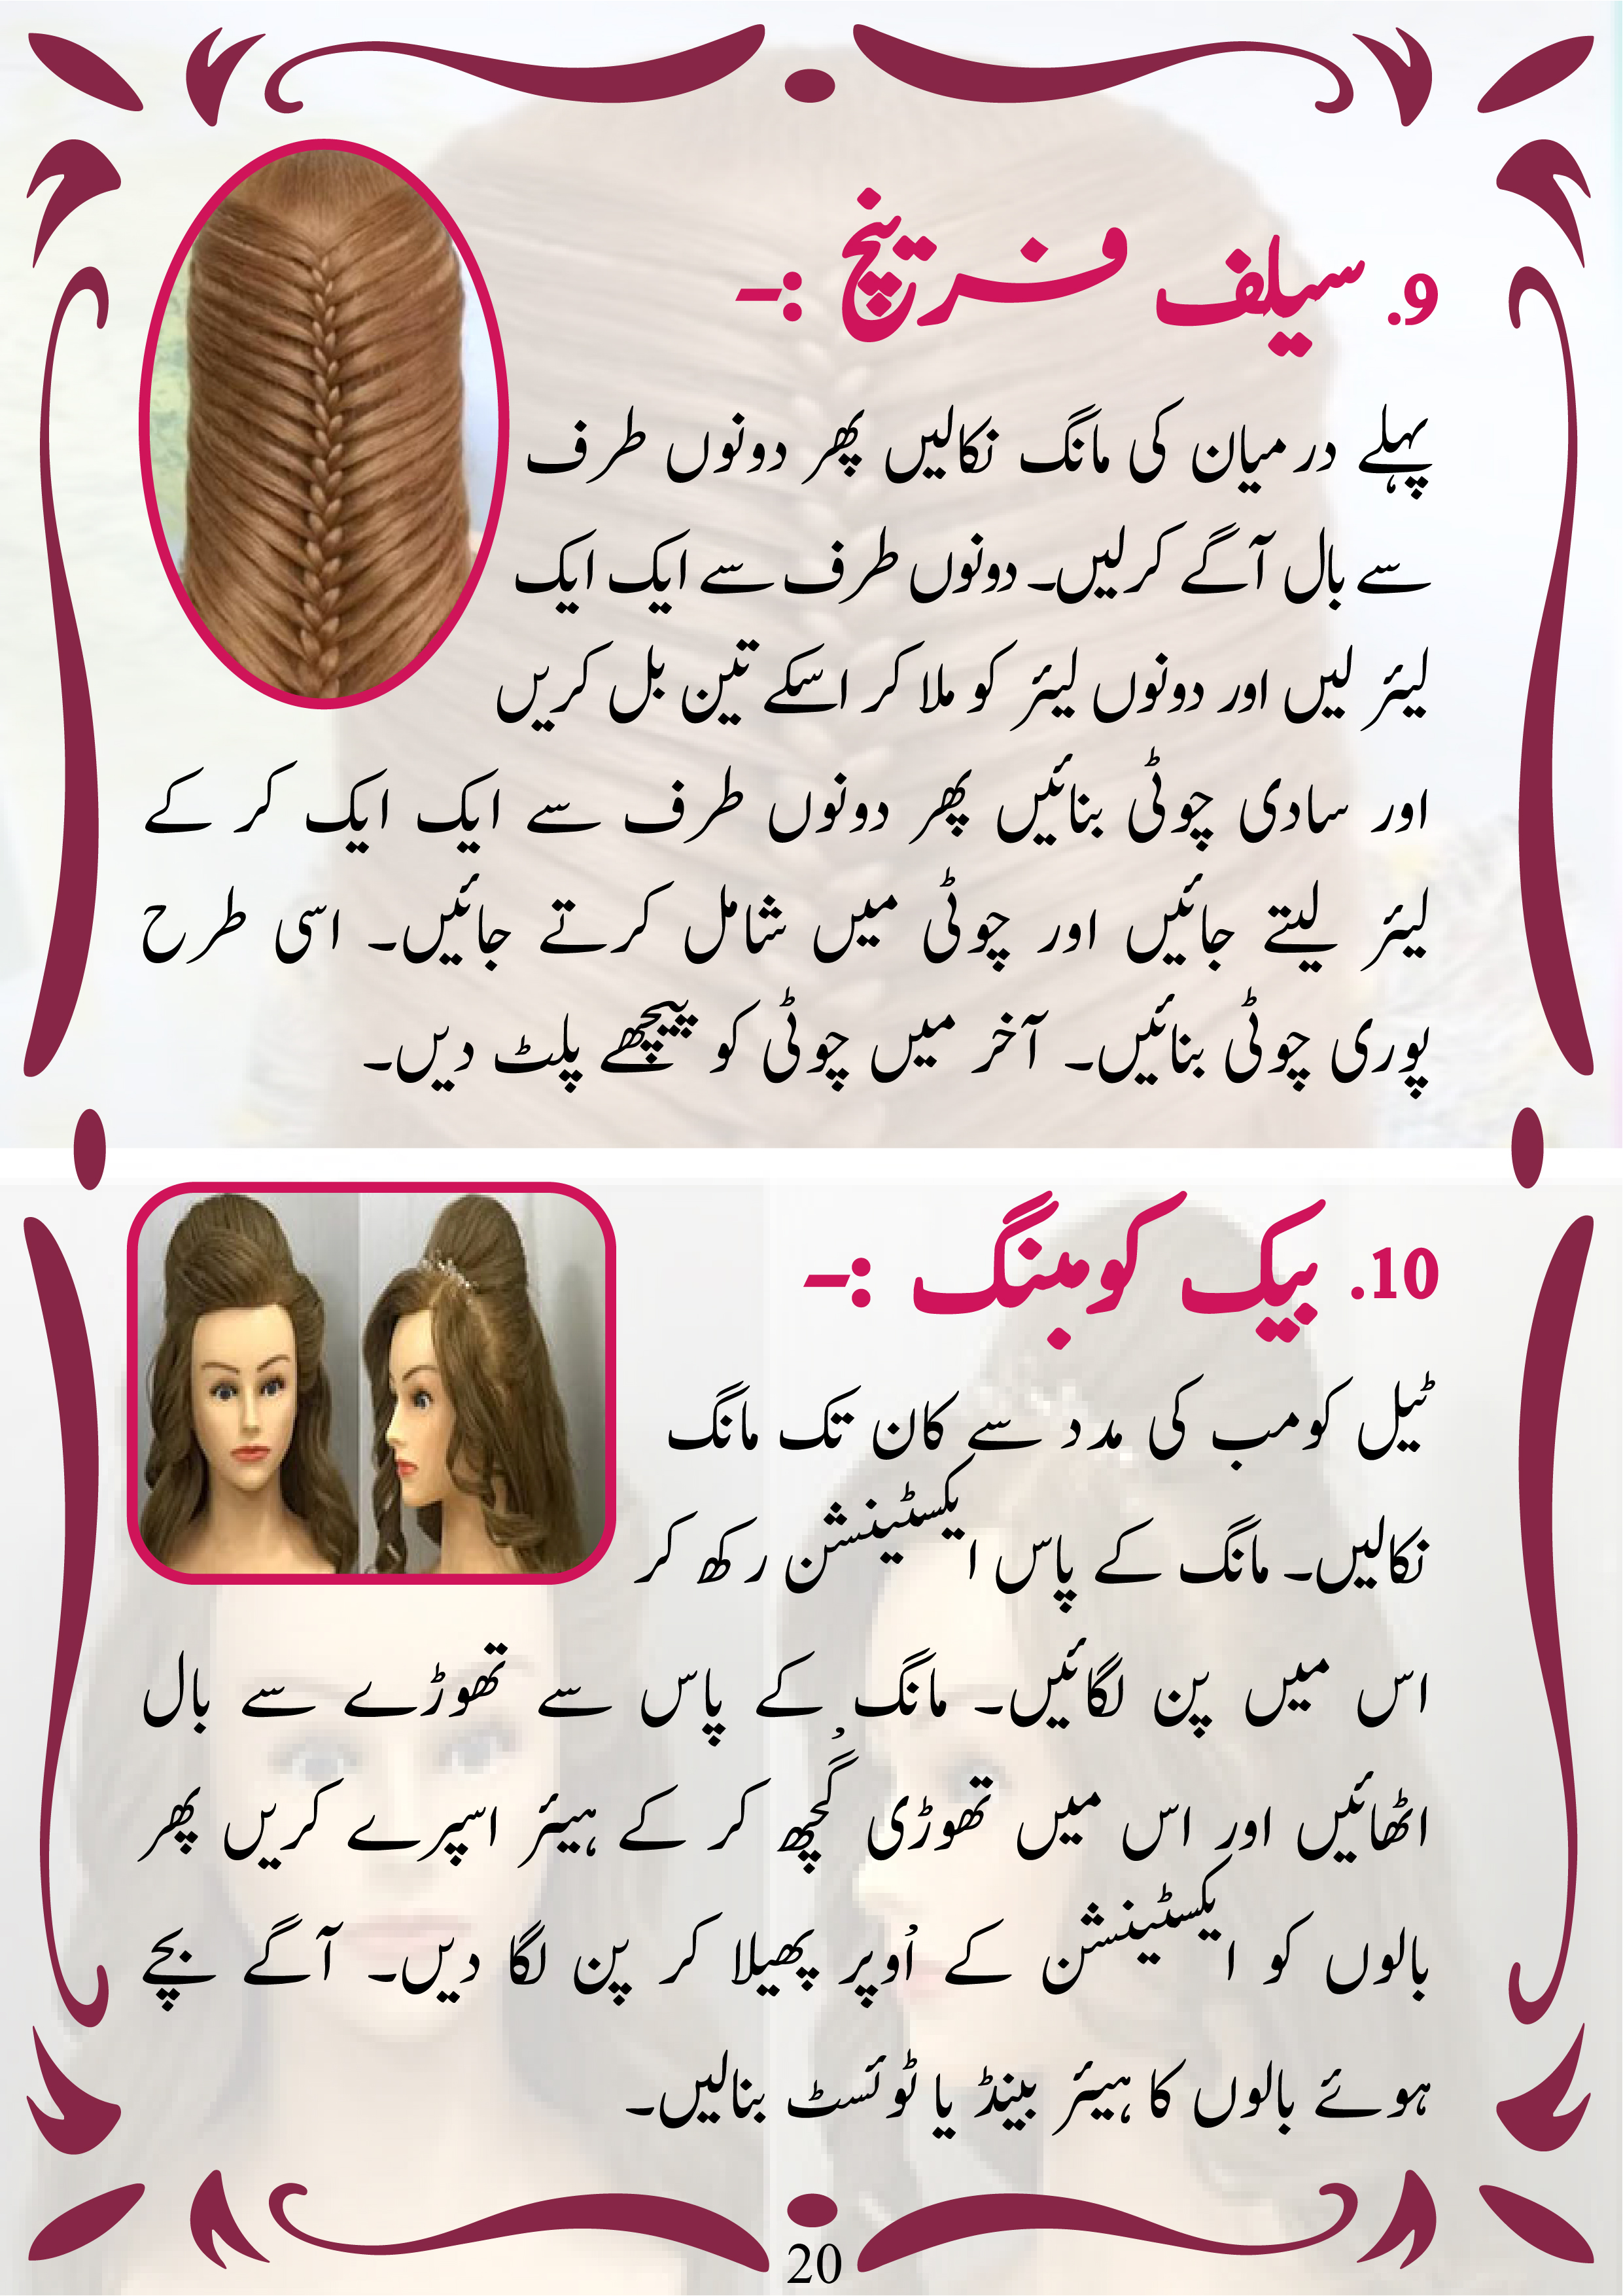 9. سیلف فرینچ :-
پہلے درمیان کی مانگ نکالیں پھر دونوں طرف
سے بال آگے کرلیں۔ دونوں طرف سے ایک ایک
لیئر لیں اور دونوں لیئر کو ملا کر اسکے تین بل کریں
اور سادی چوٹی بنائیں پھر دونوں طرف سے ایک ایک کر کے
لیئر لیتے جائیں اور چوٹی میں شامل کرتے جائیں۔ اسی طرح
پوری چوٹی بنائیں۔ آخر میں چوٹی کو پیچھے پلٹ دیں۔
10. بیک کومبنگ :-
ٹیل کومب کی مدد سے کان تک مانگ
نکالیں۔ مانگ کے پاس ایکسٹینشن رکھ کر
اس میں پن لگائیں۔ مانگ کے پاس سے تھوڑے سے بال
اٹھائیں اور اس میں تھوڑی گُچھ کر کے ہیئر اسپرے کریں پھر
بالوں کو ایکسٹینشن کے اُوپر پھیلا کر پن لگا دیں۔ آگے بچے
ہوئے بالوں کا ہیئر بینڈ یا ٹوئسٹ بنالیں۔
20